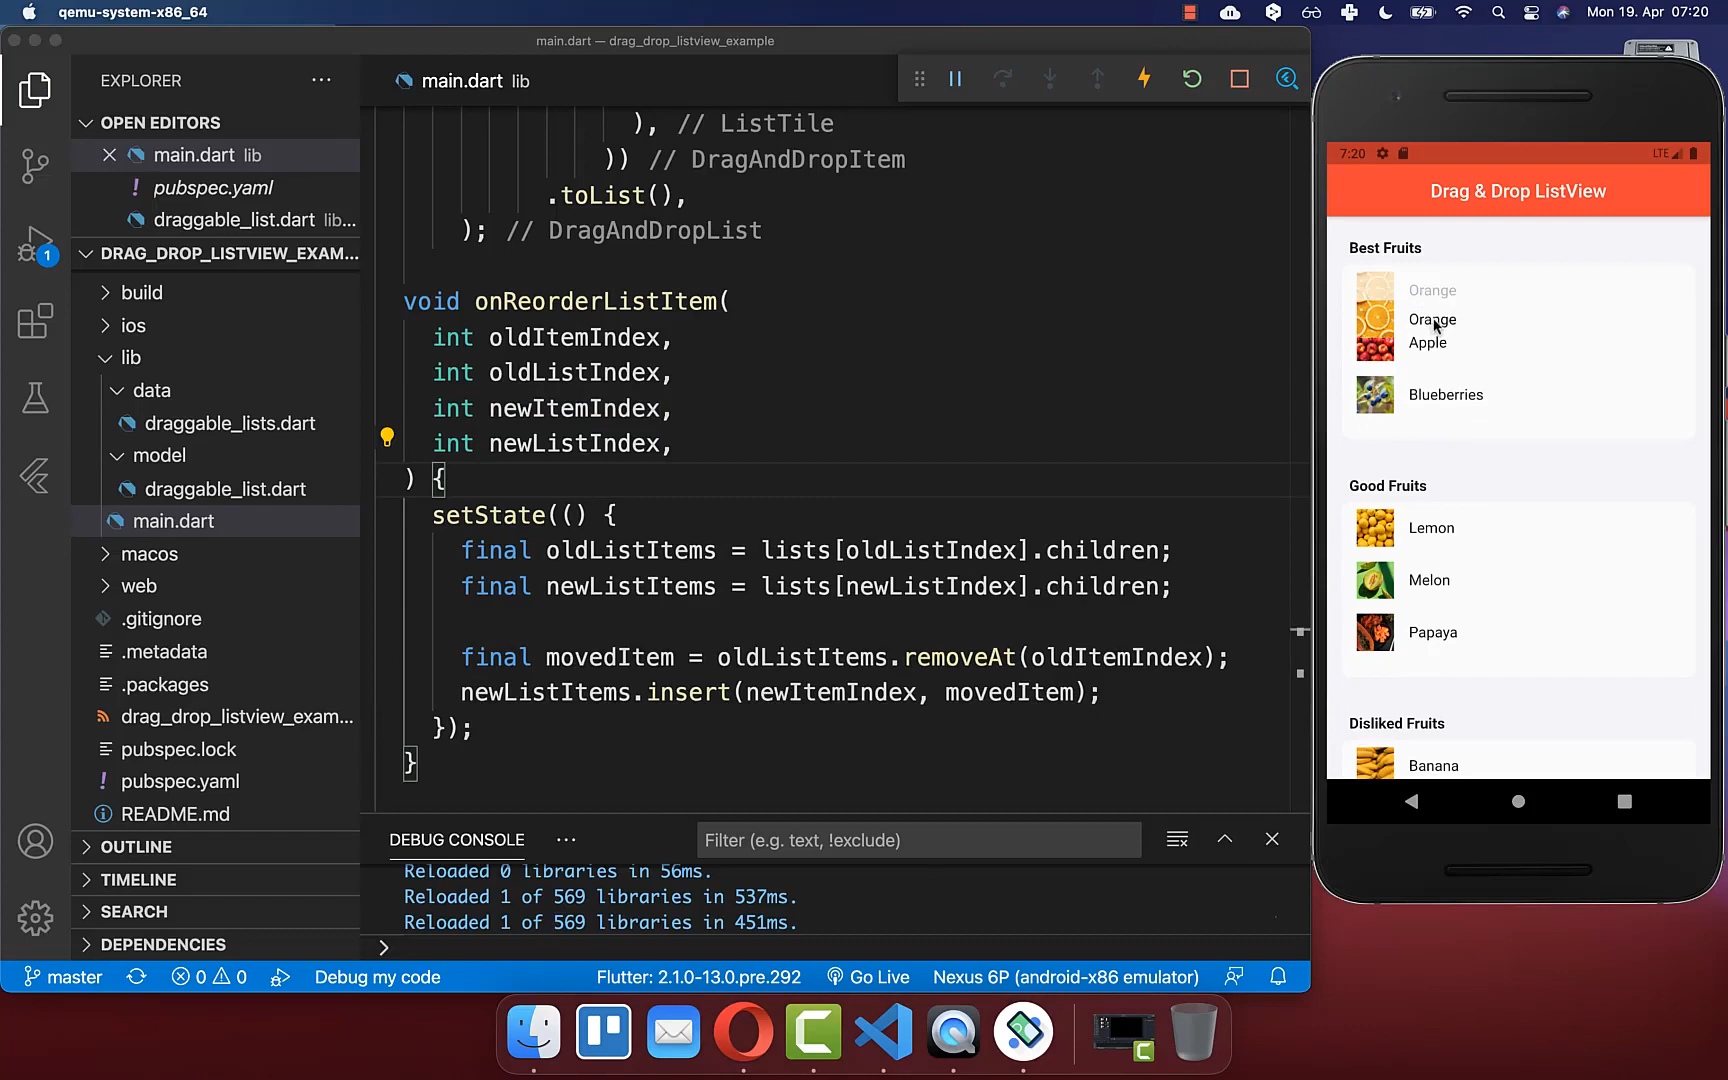 qemu-system-x86_64
Mon 19. Apr 07:20
main.dart — drag_drop_listview_example
EXPLORER
OPEN EDITORS
main.dart lib
! pubspec.yaml
draggable_list.dart lib...
DRAG_DROP_LISTVIEW_EXAM...
build
ios
lib
data
draggable_lists.dart
model
draggable_list.dart
main.dart
macos
web
.gitignore
.metadata
.packages
drag_drop_listview_exam...
pubspec.lock
! pubspec.yaml
README.md
OUTLINE
TIMELINE
SEARCH
DEPENDENCIES
1
main.dart lib
), // ListTile
)) // DragAndDropItem
.toList(),
); // DragAndDropList
void onReorderListItem(
int oldItemIndex,
int oldListIndex,
int newItemIndex,
int newListIndex,
) {
setState(() {
final oldListItems = lists[oldListIndex].children;
final newListItems = lists[newListIndex].children;
final movedItem = oldListItems.removeAt(oldItemIndex);
newListItems.insert(newItemIndex, movedItem);
});
}
DEBUG CONSOLE
Filter (e.g. text, !exclude)
Reloaded 0 libraries in 56ms.
Reloaded 1 of 569 libraries in 537ms.
Reloaded 1 of 569 libraries in 451ms.
>
master
0
0
Debug my code
Flutter: 2.1.0-13.0.pre.292
Go Live
Nexus 6P (android-x86 emulator)
7:20
LTE
Drag & Drop ListView
Best Fruits
Orange
Orange
Apple
Blueberries
Good Fruits
Lemon
Melon
Papaya
Disliked Fruits
Banana